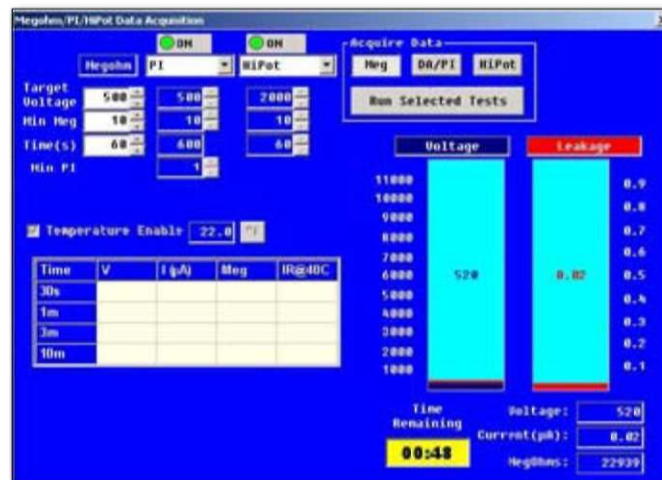 Megohm/PI/HiPot Data Acquisition
ON ON
Megohm PI HiPot
Target Voltage 500 500 2000
Min Meg 10 10 10
Time(s) 60 600 60
Min PI 1
Acquire Data
Meg DA/PI HiPot
Run Selected Tests
Temperature Enable 22.0
Time V I (µA) Meg IR@40C
30s
1m
3m
10m
Voltage Leakage
11000 0.9
10000 0.8
9000
8000 0.7
7000 0.6
6000 520 0.02 0.5
5000 0.4
4000
3000 0.3
2000 0.2
1000 0.1
Time Remaining
00:48
Voltage: 520
Current(µA): 0.02
MegOhms: 22939